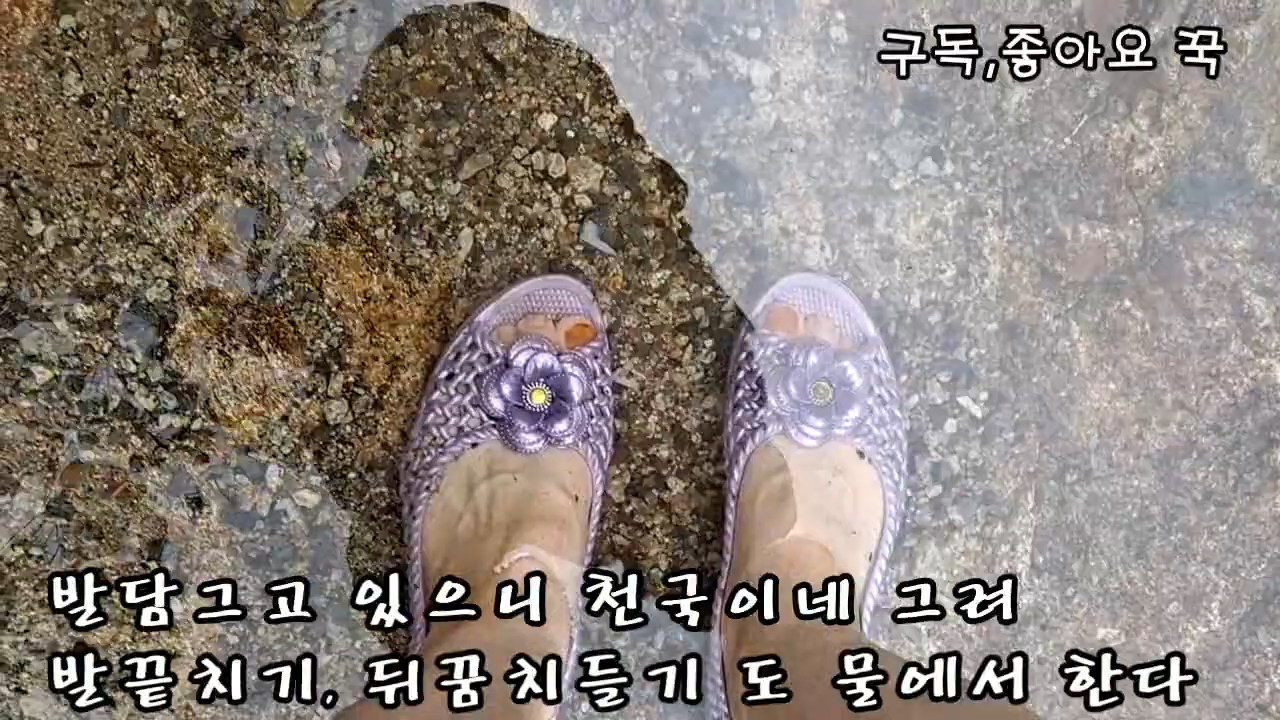 구독,좋아요 꾹
발담그고 있으니 천국이네 그려
발끝치기, 뒤꿈치들기 도 물에서 한다